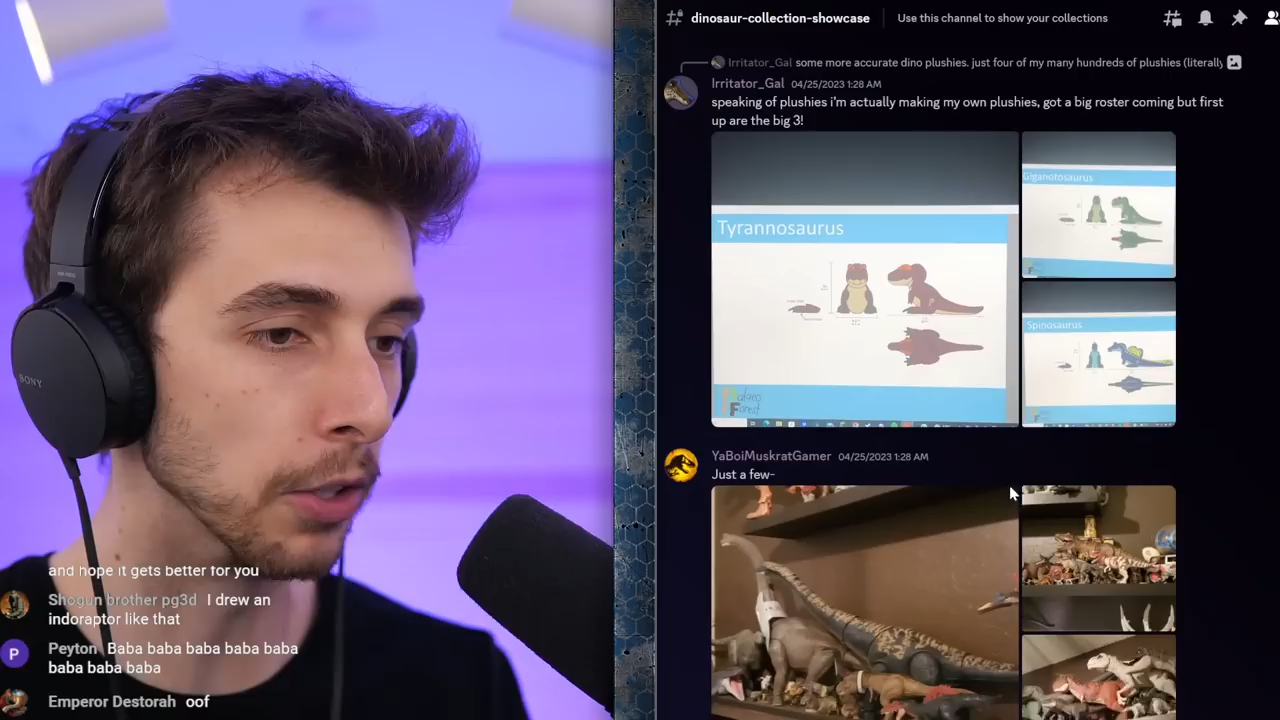 dinosaur-collection-showcase
Use this channel to show your collections
Irritator_Gal some more accurate dino plushies. just four of my many hundreds of plushies (literally
Irritator_Gal 04/25/2023 1:28 AM
speaking of plushies i'm actually making my own plushies, got a big roster coming but first
up are the big 3!
Tyrannosaurus
Giganotosaurus
Spinosaurus
Palaeo
Forest
YaBoiMuskratGamer 04/25/2023 1:28 AM
Just a few-
SONY
and hope it gets better for you
Shogun brother pg3d I drew an
indoraptor like that
P
Peyton Baba baba baba baba baba
baba baba baba
Emperor Destorah oof